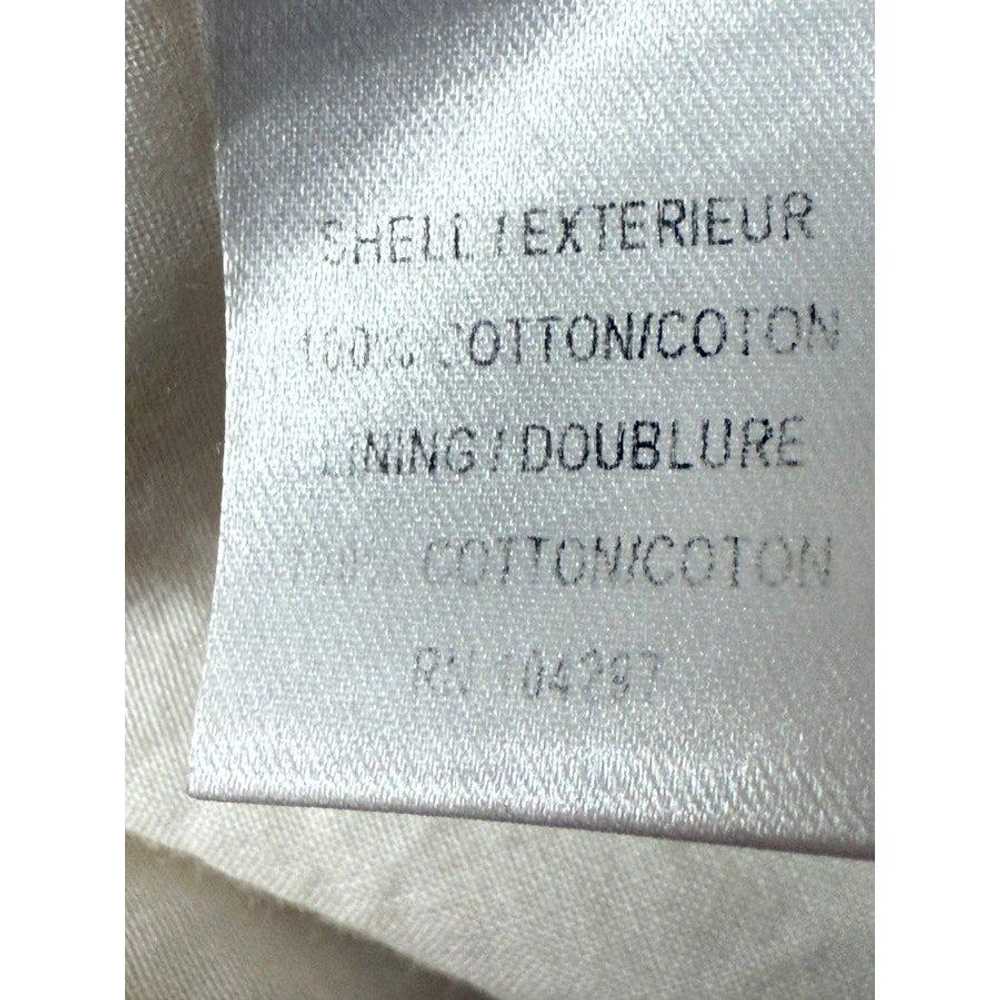 SHELL / EXTERIEUR
100% COTTON/COTON
LINING / DOUBLURE
COTTON/COTON
RN 104297